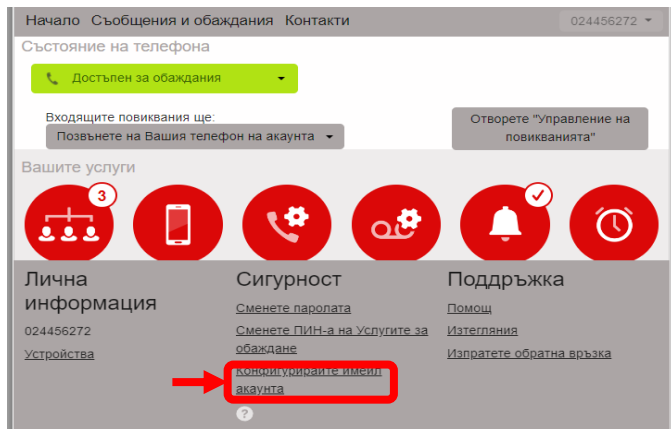 Начало Съобщения и обаждания Контакти 024456272
Състояние на телефона
Достъпен за обаждания
Входящите повиквания ще:
Позвънете на Вашия телефон на акаунта
Отворете "Управление на
повикванията"
Вашите услуги
3
Лична
информация
024456272
Устройства
Сигурност
Сменете паролата
Сменете ПИН-а на Услугите за
обаждане
Конфигурирайте имейл
акаунта
?
Поддръжка
Помощ
Изтегляния
Изпратете обратна връзка